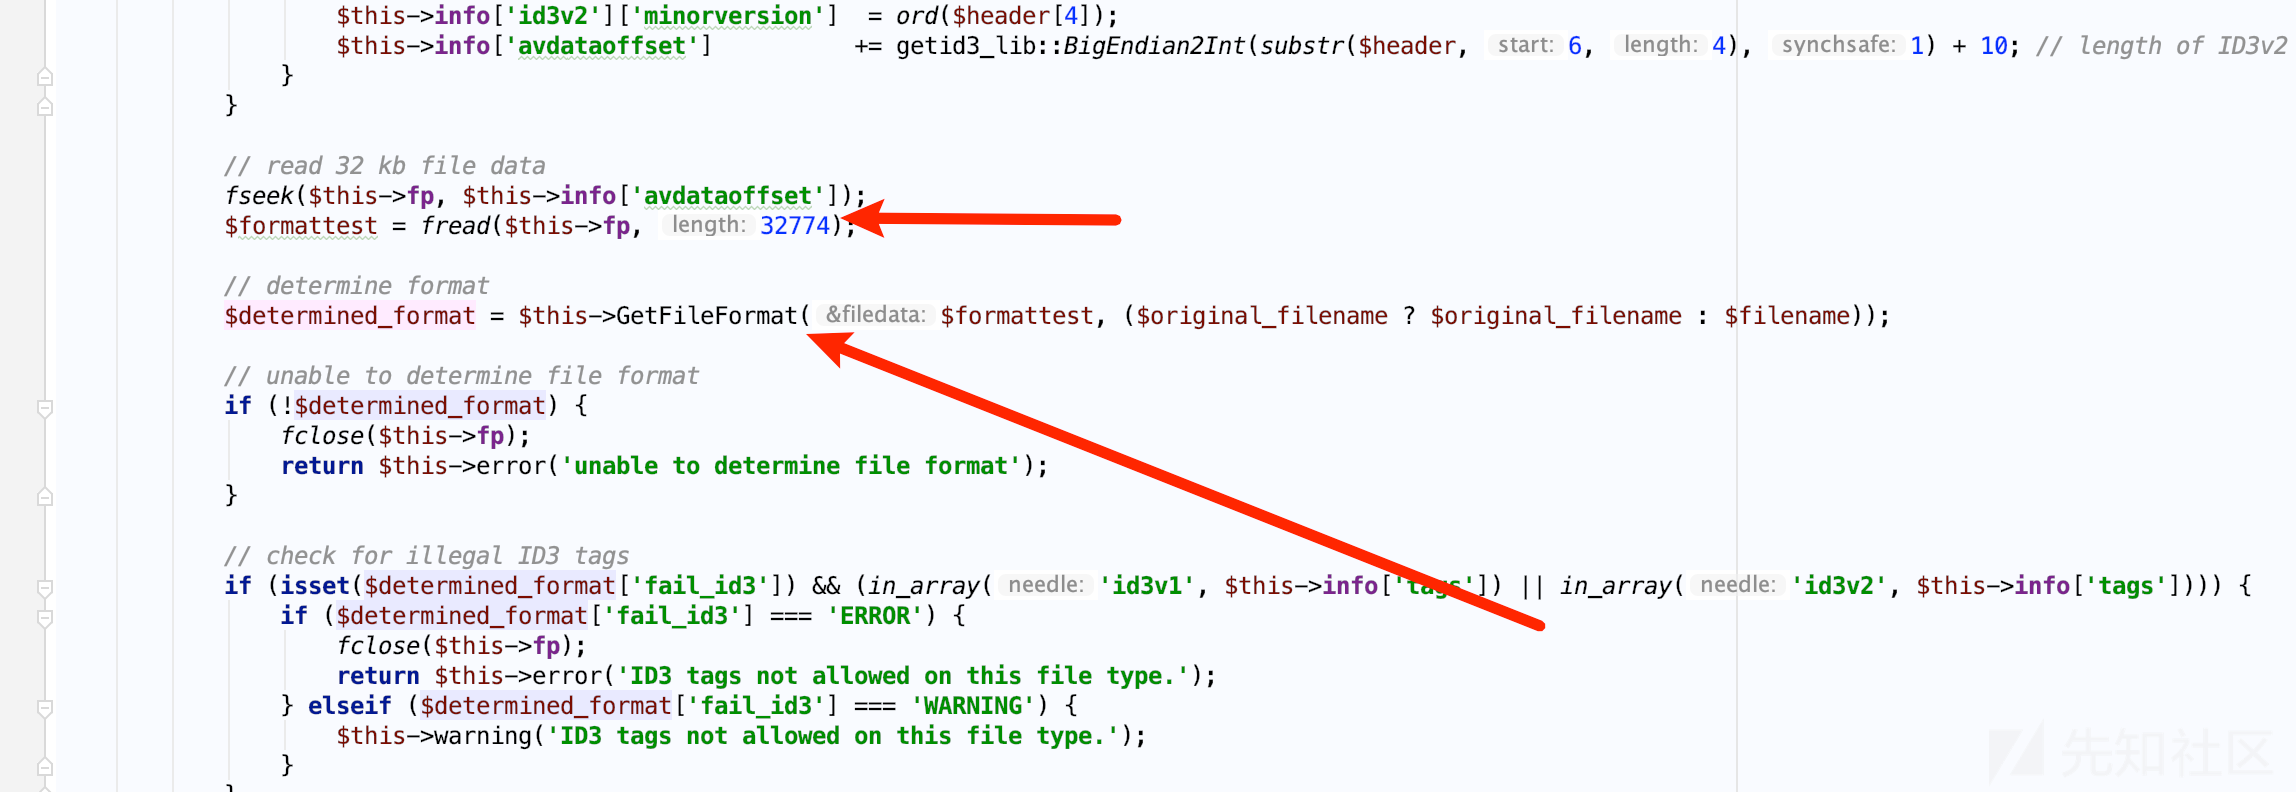 $this->info['id3v2']['minorversion']  = ord($header[4]);
$this->info['avdataoffset']          += getid3_lib::BigEndian2Int(substr($header, start: 6, length: 4), synchsafe: 1) + 10; // length of ID3v2
}
}
// read 32 kb file data
fseek($this->fp, $this->info['avdataoffset']);
$formattest = fread($this->fp, length: 32774);
// determine format
$determined_format = $this->GetFileFormat( &filedata: $formattest, ($original_filename ? $original_filename : $filename));
// unable to determine file format
if (!$determined_format) {
fclose($this->fp);
return $this->error('unable to determine file format');
}
// check for illegal ID3 tags
if (isset($determined_format['fail_id3']) && (in_array( needle: 'id3v1', $this->info['tags']) || in_array( needle: 'id3v2', $this->info['tags']))) {
if ($determined_format['fail_id3'] === 'ERROR') {
fclose($this->fp);
return $this->error('ID3 tags not allowed on this file type.');
} elseif ($determined_format['fail_id3'] === 'WARNING') {
$this->warning('ID3 tags not allowed on this file type.');
}
}
先知社区